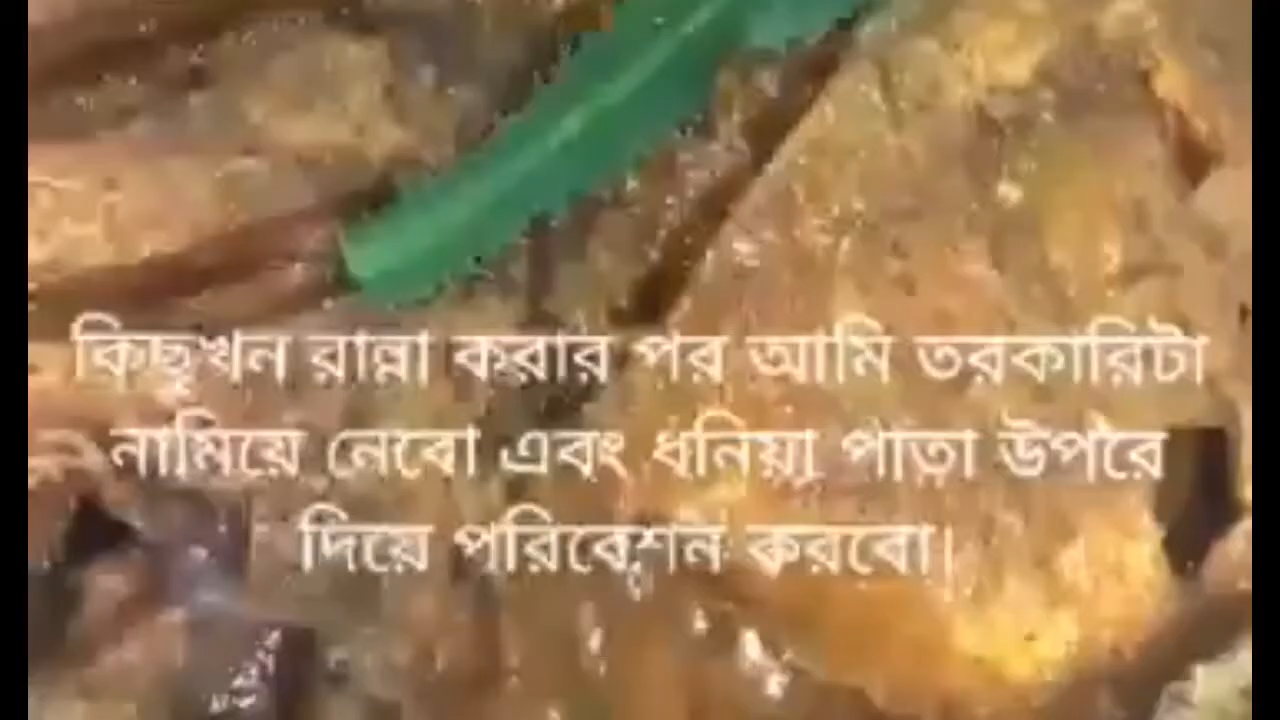 কিছুখন রান্না করার পর আমি তরকারিটা
নামিয়ে নেবো এবং ধনিয়া পাতা উপরে
দিয়ে পরিবেশন করবো।